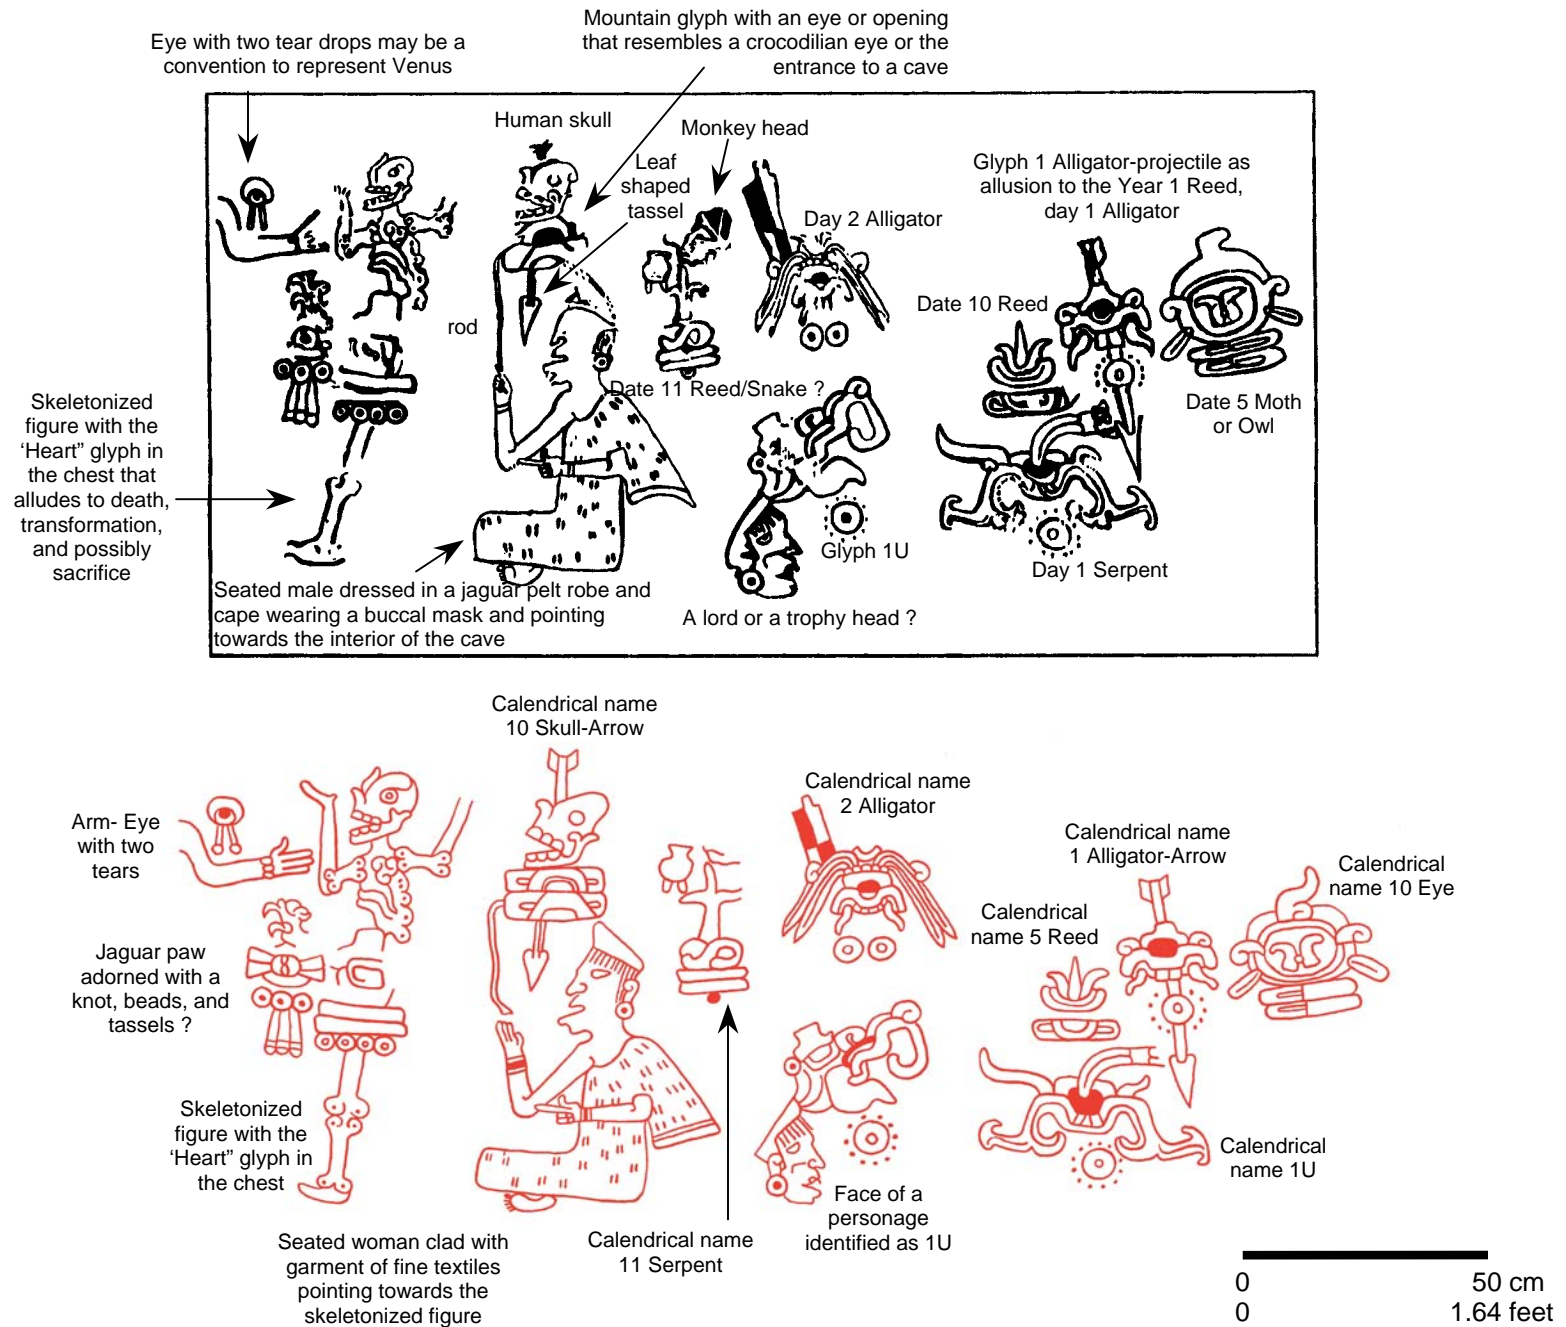 Eye with two tear drops may be a
convention to represent Venus
Mountain glyph with an eye or opening
that resembles a crocodilian eye or the
entrance to a cave
Human skull
Monkey head
Leaf
shaped
tassel
Day 2 Alligator
Glyph 1 Alligator-projectile as
allusion to the Year 1 Reed,
day 1 Alligator
Date 10 Reed
rod
Date 11 Reed/Snake ?
Date 5 Moth
or Owl
Skeletonized
figure with the
‘Heart” glyph in
the chest that
alludes to death,
transformation,
and possibly
sacrifice
Glyph 1U
Day 1 Serpent
Seated male dressed in a jaguar pelt robe and
cape wearing a buccal mask and pointing
towards the interior of the cave
A lord or a trophy head ?
Calendrical name
10 Skull-Arrow
Calendrical name
2 Alligator
Arm- Eye
with two
tears
Calendrical name
1 Alligator-Arrow
Calendrical
name 10 Eye
Calendrical
name 5 Reed
Jaguar paw
adorned with a
knot, beads, and
tassels ?
Skeletonized
figure with the
‘Heart” glyph in
the chest
Calendrical
name 1U
Face of a
personage
identified as 1U
Seated woman clad with
garment of fine textiles
pointing towards the
skeletonized figure
Calendrical name
11 Serpent
0 50 cm
0 1.64 feet